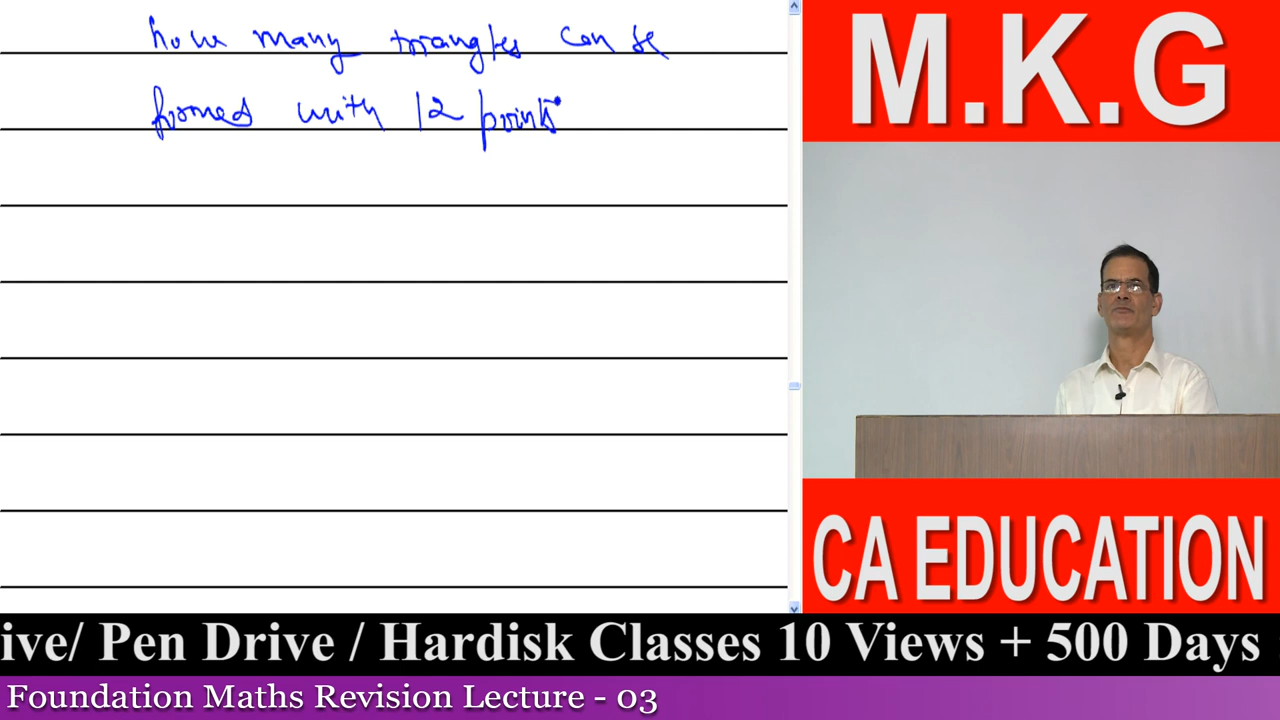 how many triangles can be
formed with 12 points
M.K.G
CA EDUCATION
ive/ Pen Drive / Hardisk Classes 10 Views + 500 Days
Foundation Maths Revision Lecture - 03